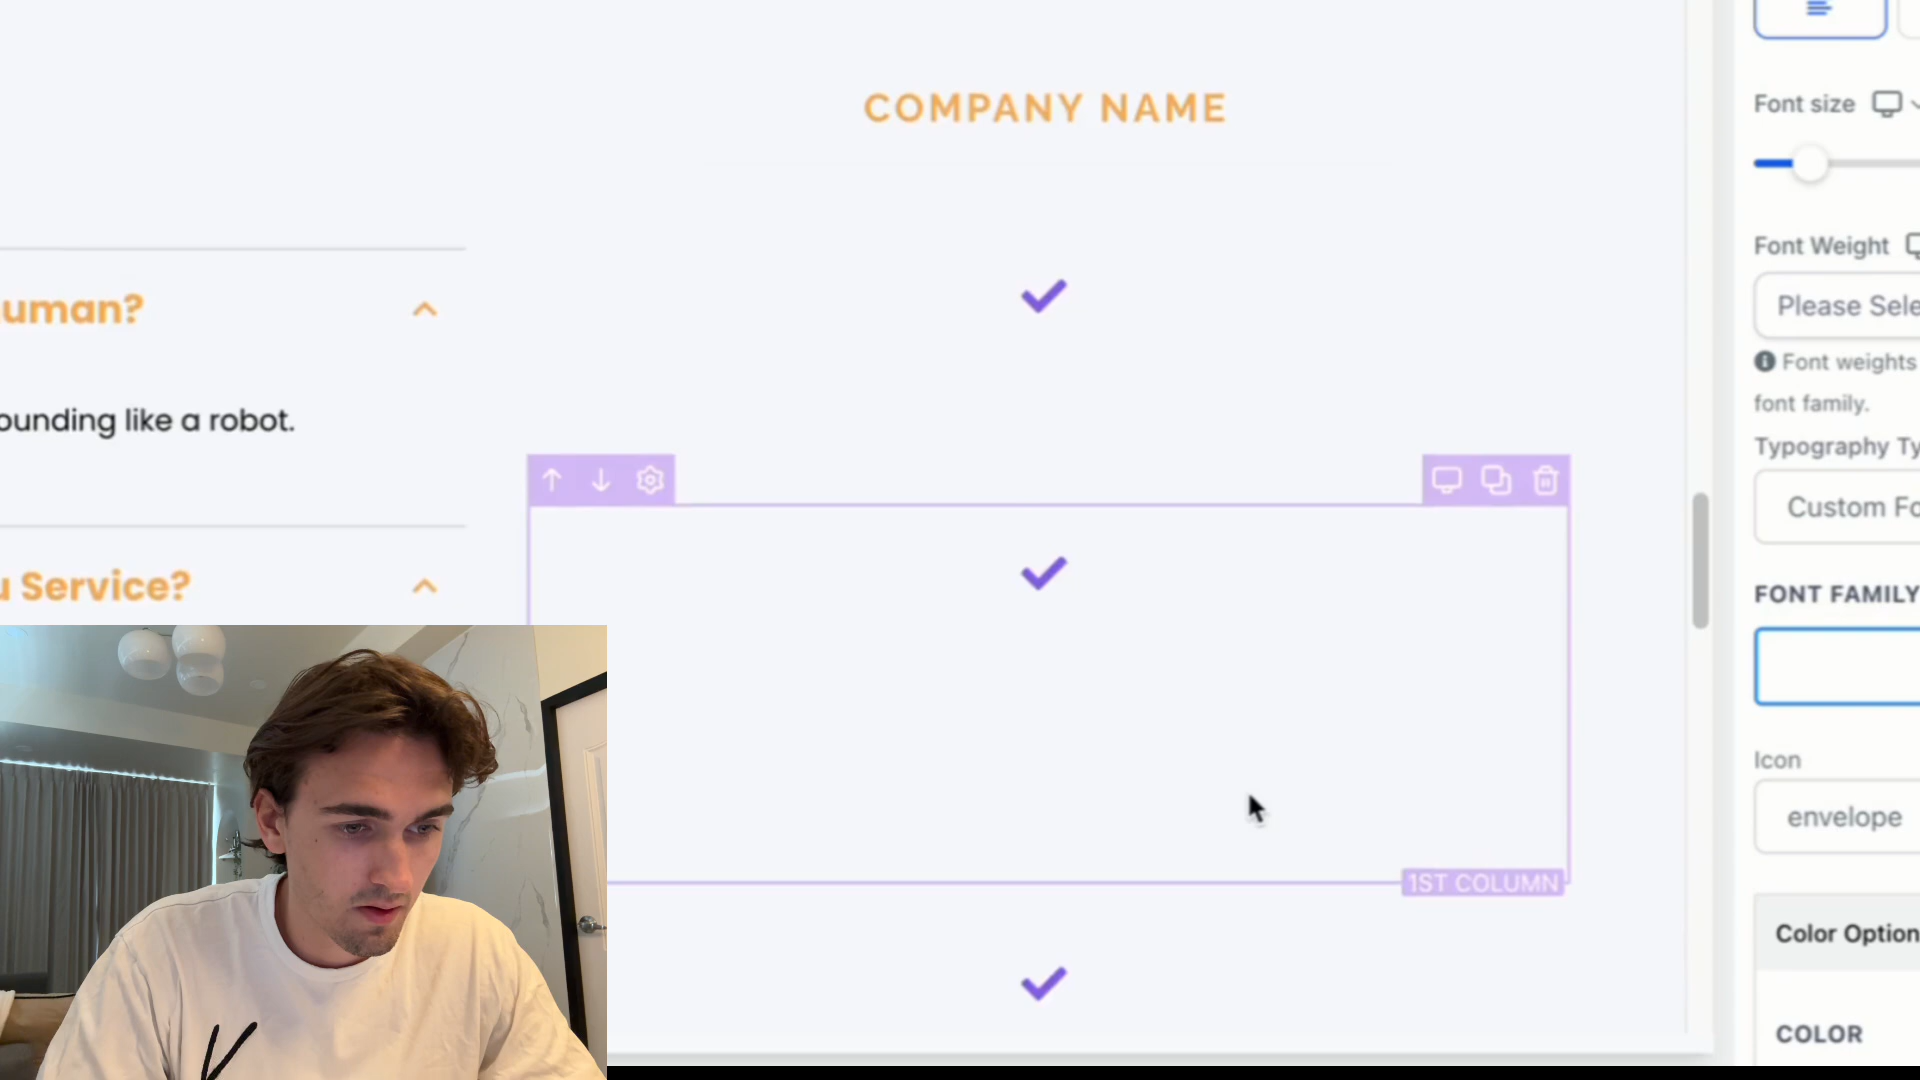 COMPANY NAME
uman?
ounding like a robot.
u Service?
1ST COLUMN
Font size
Font Weight
Please Sele
Font weights
font family.
Typography Ty
Custom Fo
FONT FAMILY
Icon
envelope
Color Option
COLOR